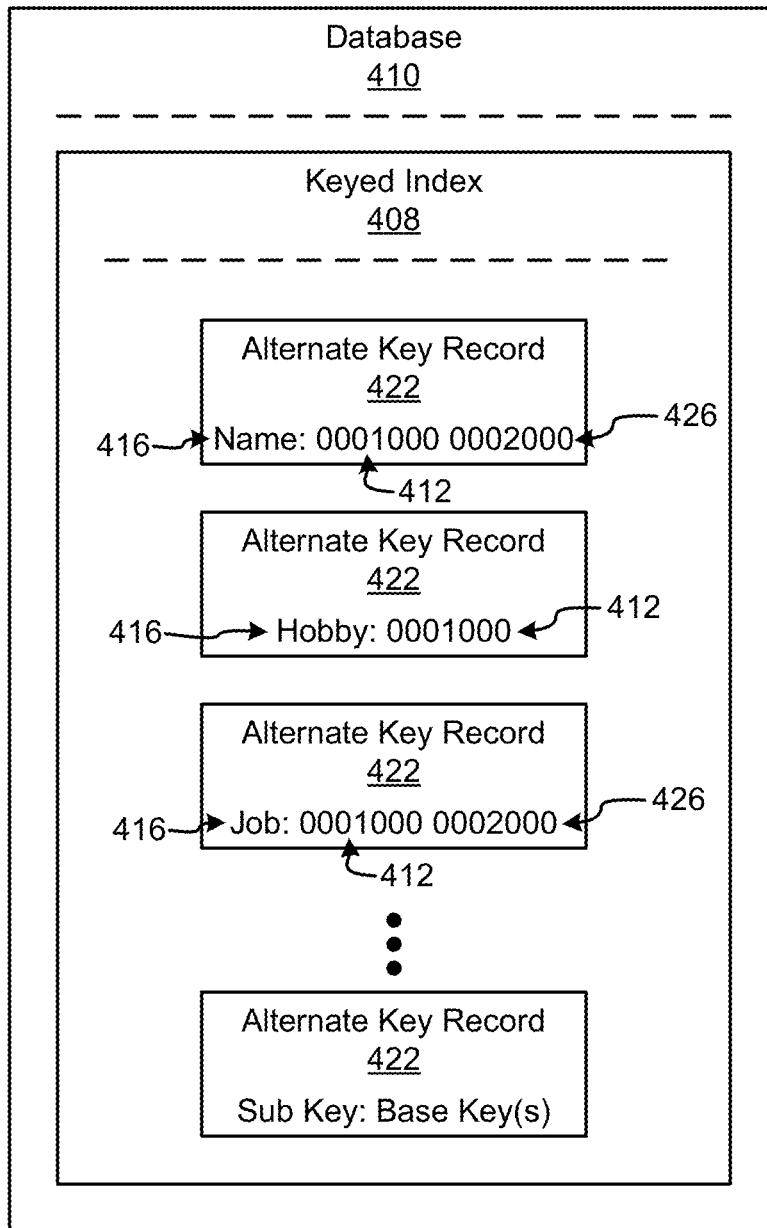 Database
410
Keyed Index
408
Alternate Key Record
422
416 Name: 0001000 0002000 426
412
Alternate Key Record
422
416 Hobby: 0001000 412
Alternate Key Record
422
416 Job: 0001000 0002000 426
412
Alternate Key Record
422
Sub Key: Base Key(s)